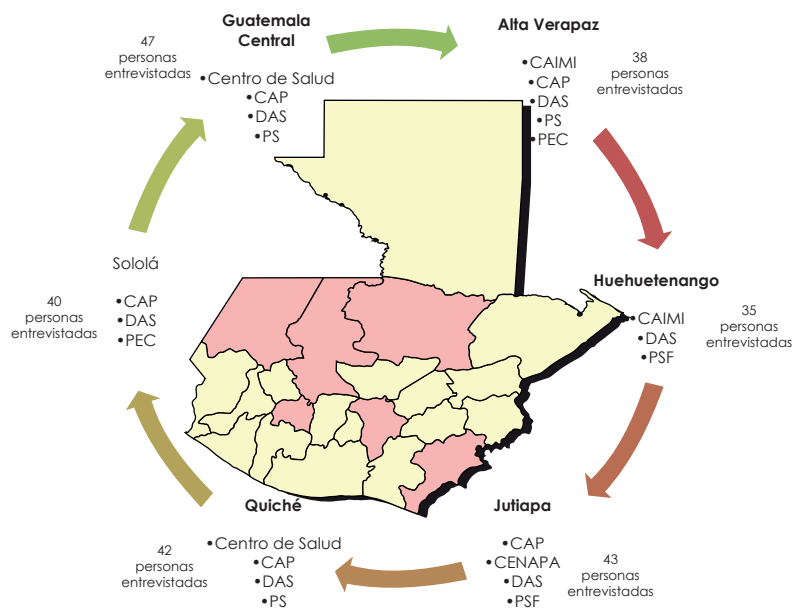 Guatemala
Central
47
personas
entrevistadas
•Centro de Salud
•CAP
•DAS
•PS
Alta Verapaz
•CAIMI
•CAP
•DAS
•PS
•PEC
38
personas
entrevistadas
Huehuetenango
•CAIMI
•DAS
•PSF
35
personas
entrevistadas
Jutiapa
•CAP
•CENAPA
•DAS
•PSF
43
personas
entrevistadas
Quiché
•Centro de Salud
•CAP
•DAS
•PS
42
personas
entrevistadas
Sololá
•CAP
•DAS
•PEC
40
personas
entrevistadas